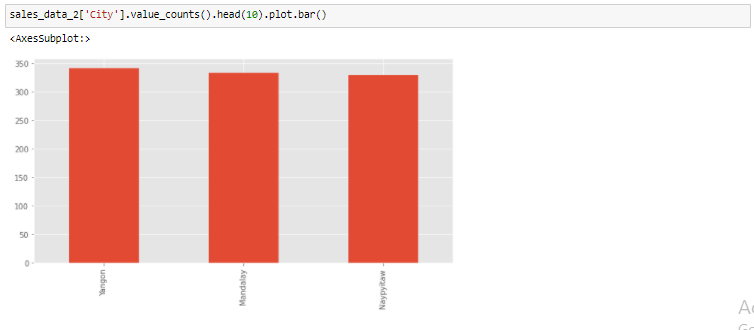 sales_data_2['City'].value_counts().head(10).plot.bar()
<AxesSubplot:>
350
300
250
200
150
100
50
0
Yangon
Mandalay
Naypyitaw